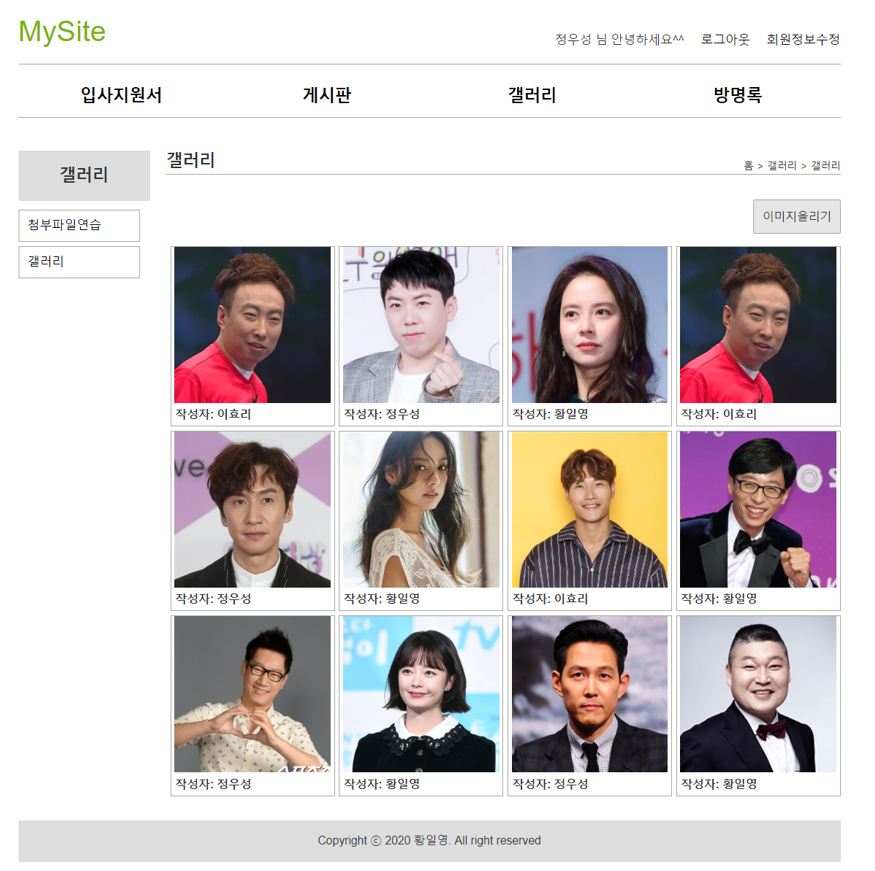 MySite
정우성 님 안녕하세요^^ 로그아웃 회원정보수정
입사지원서 게시판 갤러리 방명록
갤러리
첨부파일연습
갤러리
갤러리
홈 > 갤러리 > 갤러리
이미지올리기
작성자: 이효리
작성자: 정우성
작성자: 황일영
작성자: 이효리
작성자: 정우성
작성자: 황일영
작성자: 이효리
작성자: 황일영
작성자: 정우성
작성자: 황일영
작성자: 정우성
작성자: 황일영
Copyright ⓒ 2020 황일영. All right reserved